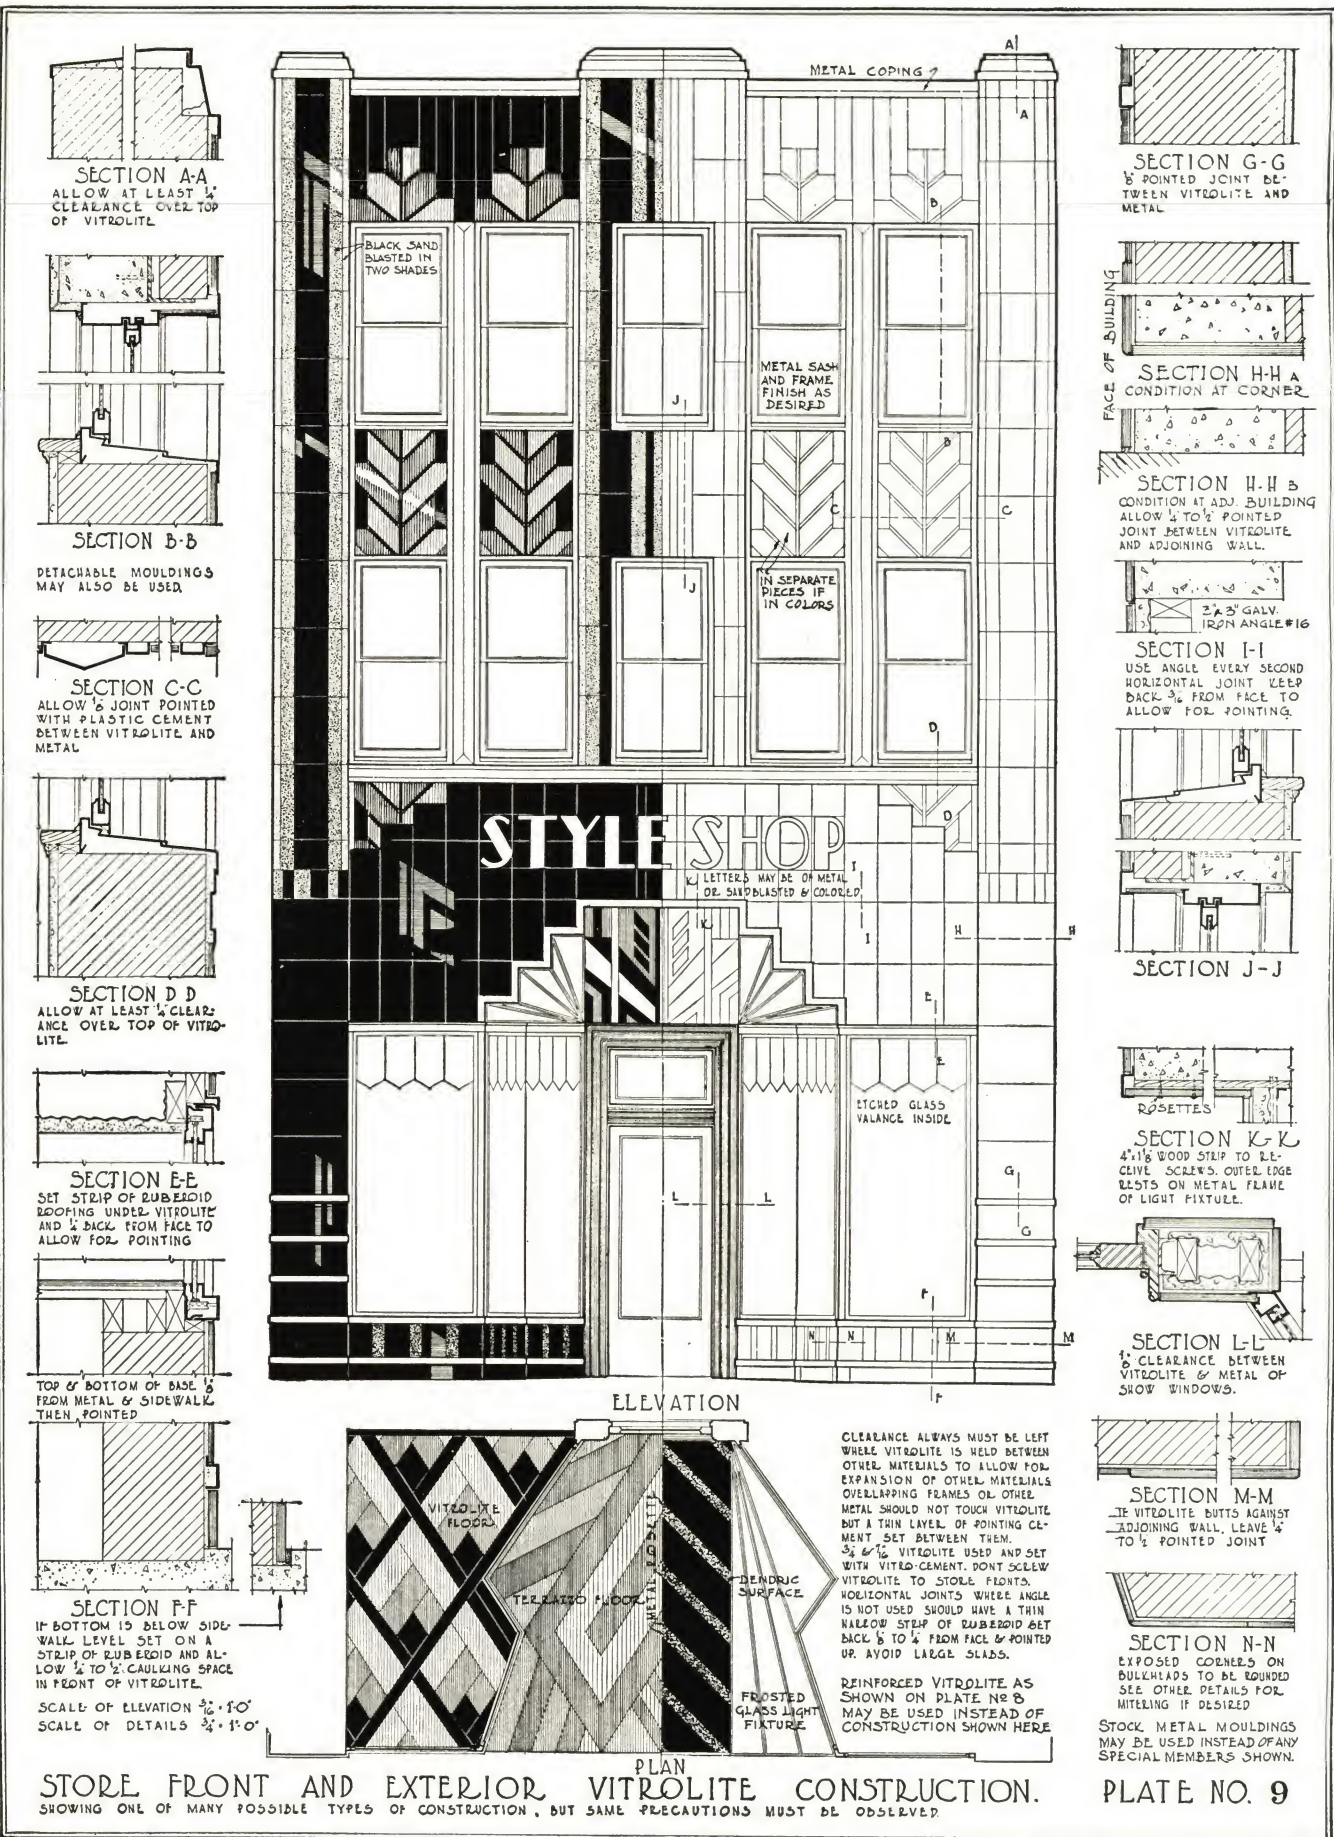 SECTION A-A
ALLOW AT LEAST ¼"
CLEARANCE OVER TOP
OF VITROLITE
SECTION B-B
DETACHABLE MOULDINGS
MAY ALSO BE USED.
SECTION C-C
ALLOW ⅛" JOINT POINTED
WITH PLASTIC CEMENT
BETWEEN VITROLITE AND
METAL
SECTION D D
ALLOW AT LEAST ¼" CLEAR-
ANCE OVER TOP OF VITRO-
LITE.
SECTION E-E
SET STRIP OF RUBEROID
ROOFING UNDER VITROLITE
AND ¼" BACK FROM FACE TO
ALLOW FOR POINTING
TOP & BOTTOM OF BASE ⅛"
FROM METAL & SIDEWALK
THEN POINTED
SECTION F-F
IF BOTTOM IS BELOW SIDE-
WALK LEVEL SET ON A
STRIP OF RUBEROID AND AL-
LOW ¼" TO ½" CAULKING SPACE
IN FRONT OF VITROLITE.
SCALE OF ELEVATION 3/16" = 1'-0"
SCALE OF DETAILS ¾" = 1'-0"
METAL COPING
A
A
BLACK SAND
BLASTED IN
TWO SHADES
B
METAL SASH
AND FRAME
FINISH AS
DESIRED
J
B
C
C
J
IN SEPARATE
PIECES IF
IN COLORS
D
D
STYLE SHOP
K
LETTERS MAY BE OF METAL
OR SANDBLASTED & COLORED
I
K
I
H
H
E
E
ETCHED GLASS
VALANCE INSIDE
G
G
L
L
F
N
N
M
M
F
ELEVATION
VITROLITE
FLOOR
TERRAZZO FLOOR
METAL ROSETTE
DENDRIC
SURFACE
FROSTED
GLASS LIGHT
FIXTURE
PLAN
CLEARANCE ALWAYS MUST BE LEFT
WHERE VITROLITE IS HELD BETWEEN
OTHER MATERIALS TO ALLOW FOR
EXPANSION OF OTHER MATERIALS
OVERLAPPING FRAMES OR OTHER
METAL SHOULD NOT TOUCH VITROLITE
BUT A THIN LAYER OF POINTING CE-
MENT SET BETWEEN THEM.
¾" & 7/16" VITROLITE USED AND SET
WITH VITRO-CEMENT. DONT SCREW
VITROLITE TO STORE FRONTS.
HORIZONTAL JOINTS WHERE ANGLE
IS NOT USED SHOULD HAVE A THIN
NARROW STRIP OF RUBEROID SET
BACK ⅛" TO ¼" FROM FACE & POINTED
UP. AVOID LARGE SLABS.
REINFORCED VITROLITE AS
SHOWN ON PLATE Nº 8
MAY BE USED INSTEAD OF
CONSTRUCTION SHOWN HERE
SECTION G-G
⅛" POINTED JOINT BE-
TWEEN VITROLITE AND
METAL
FACE OF BUILDING
SECTION H-H A
CONDITION AT CORNER
SECTION H-H B
CONDITION AT ADJ. BUILDING
ALLOW ¼" TO ½" POINTED
JOINT BETWEEN VITROLITE
AND ADJOINING WALL.
2"x3" GALV.
IRON ANGLE #16
SECTION I-I
USE ANGLE EVERY SECOND
HORIZONTAL JOINT KEEP
BACK 3/16" FROM FACE TO
ALLOW FOR POINTING.
SECTION J-J
ROSETTES
SECTION K-K
4"x1⅛" WOOD STRIP TO RE-
CEIVE SCREWS. OUTER EDGE
RESTS ON METAL FRAME
OF LIGHT FIXTURE.
SECTION L-L
⅛" CLEARANCE BETWEEN
VITROLITE & METAL OF
SHOW WINDOWS.
SECTION M-M
IF VITROLITE BUTTS AGAINST
ADJOINING WALL, LEAVE ¼"
TO ½" POINTED JOINT
SECTION N-N
EXPOSED CORNERS ON
BULKHEADS TO BE ROUNDED
SEE OTHER DETAILS FOR
MITERING IF DESIRED
STOCK METAL MOULDINGS
MAY BE USED INSTEAD OF ANY
SPECIAL MEMBERS SHOWN.
STORE FRONT AND EXTERIOR VITROLITE CONSTRUCTION. PLATE NO. 9
SHOWING ONE OF MANY POSSIBLE TYPES OF CONSTRUCTION, BUT SAME PRECAUTIONS MUST BE OBSERVED.